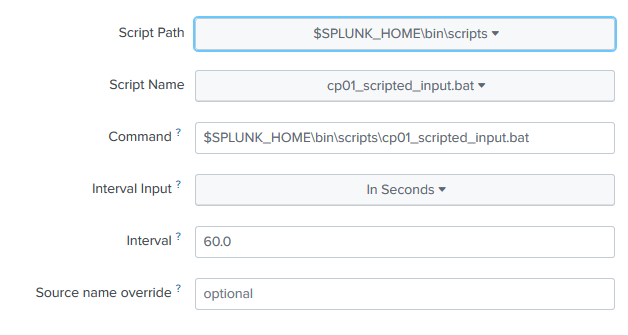 Script Path $SPLUNK_HOME\bin\scripts
Script Name cp01_scripted_input.bat
Command ? $SPLUNK_HOME\bin\scripts\cp01_scripted_input.bat
Interval Input ? In Seconds
Interval ? 60.0
Source name override ? optional